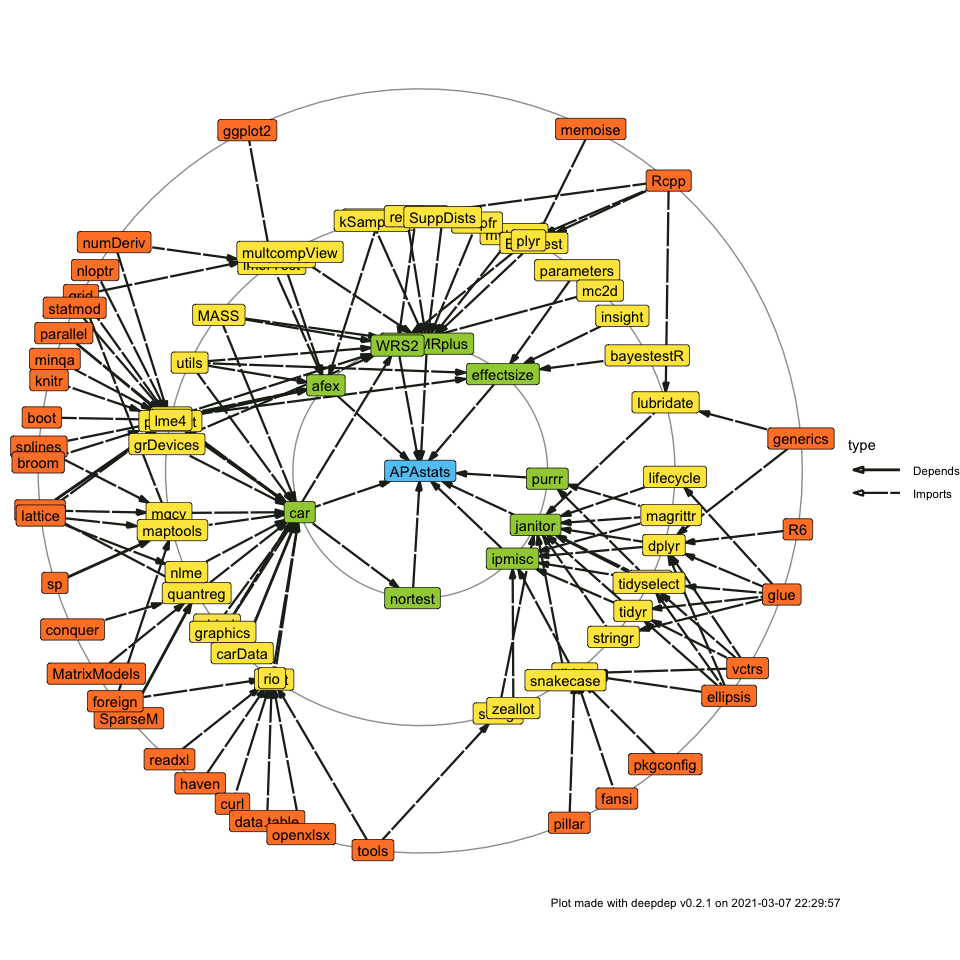 ggplot2
memoise
Rcpp
kSamp
re
SuppDists
pfr
plyr
est
numDeriv
multcompView
nloptr
parameters
grid
mc2d
statmod
MASS
insight
parallel
WRS2
MRplus
bayestestR
minqa
utils
effectsize
knitr
afex
lubridate
boot
lme4
generics
type
splines
grDevices
broom
APAstats
Depends
purrr
lifecycle
Imports
lattice
mgcv
car
magrittr
maptools
janitor
R6
dplyr
ipmisc
sp
nlme
tidyselect
quantreg
nortest
glue
tidyr
conquer
graphics
stringr
carData
MatrixModels
rio
snakecase
vctrs
foreign
ellipsis
SparseM
zeallot
readxl
pkgconfig
haven
curl
fansi
data.table
pillar
openxlsx
tools
Plot made with deepdep v0.2.1 on 2021-03-07 22:29:57